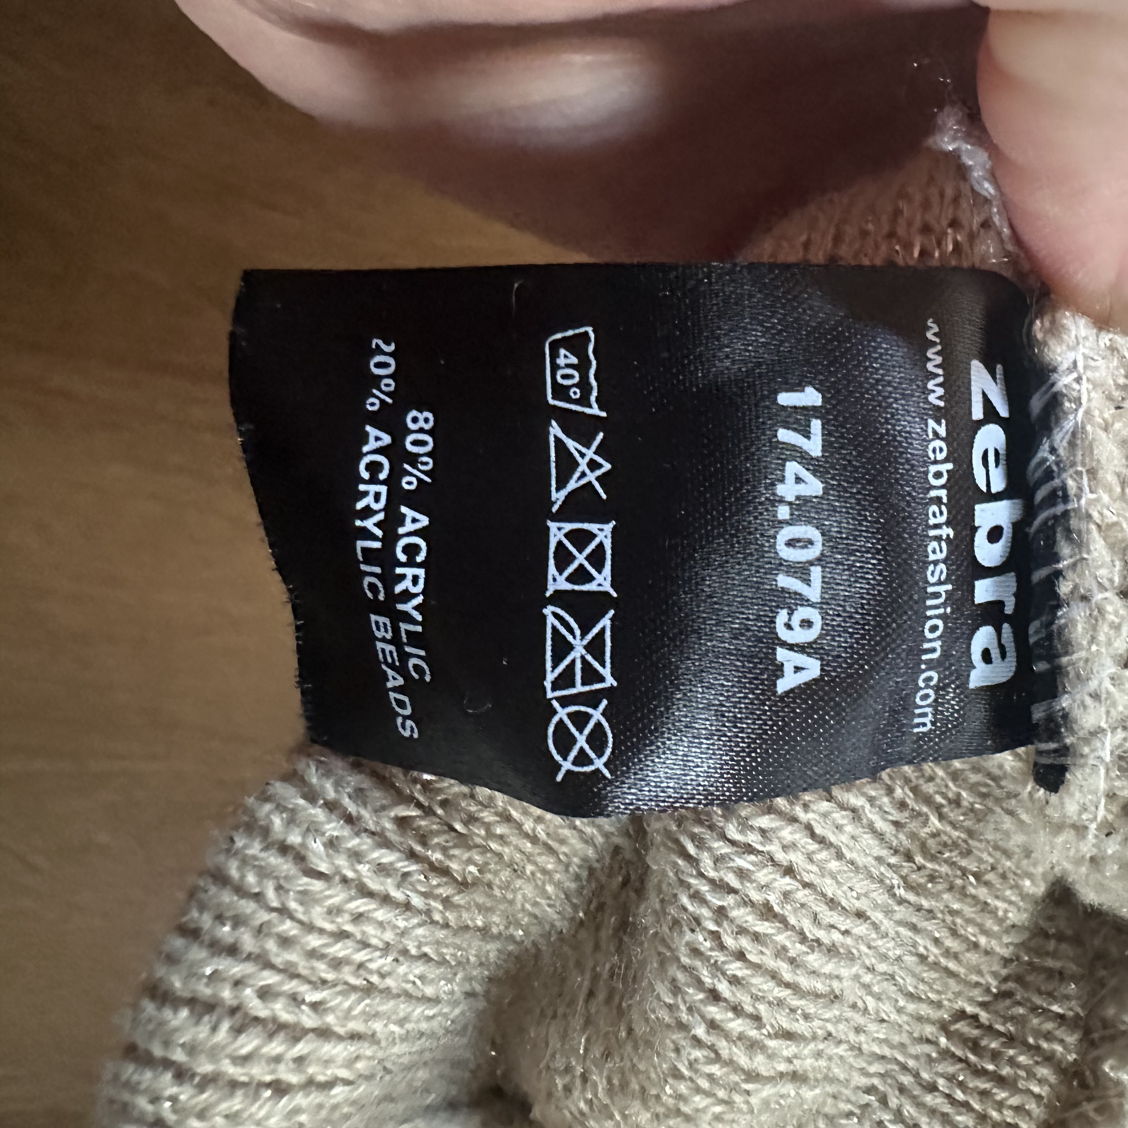 zebra
www.zebrafashion.com
174.079A
40°
80% ACRYLIC
20% ACRYLIC BEADS